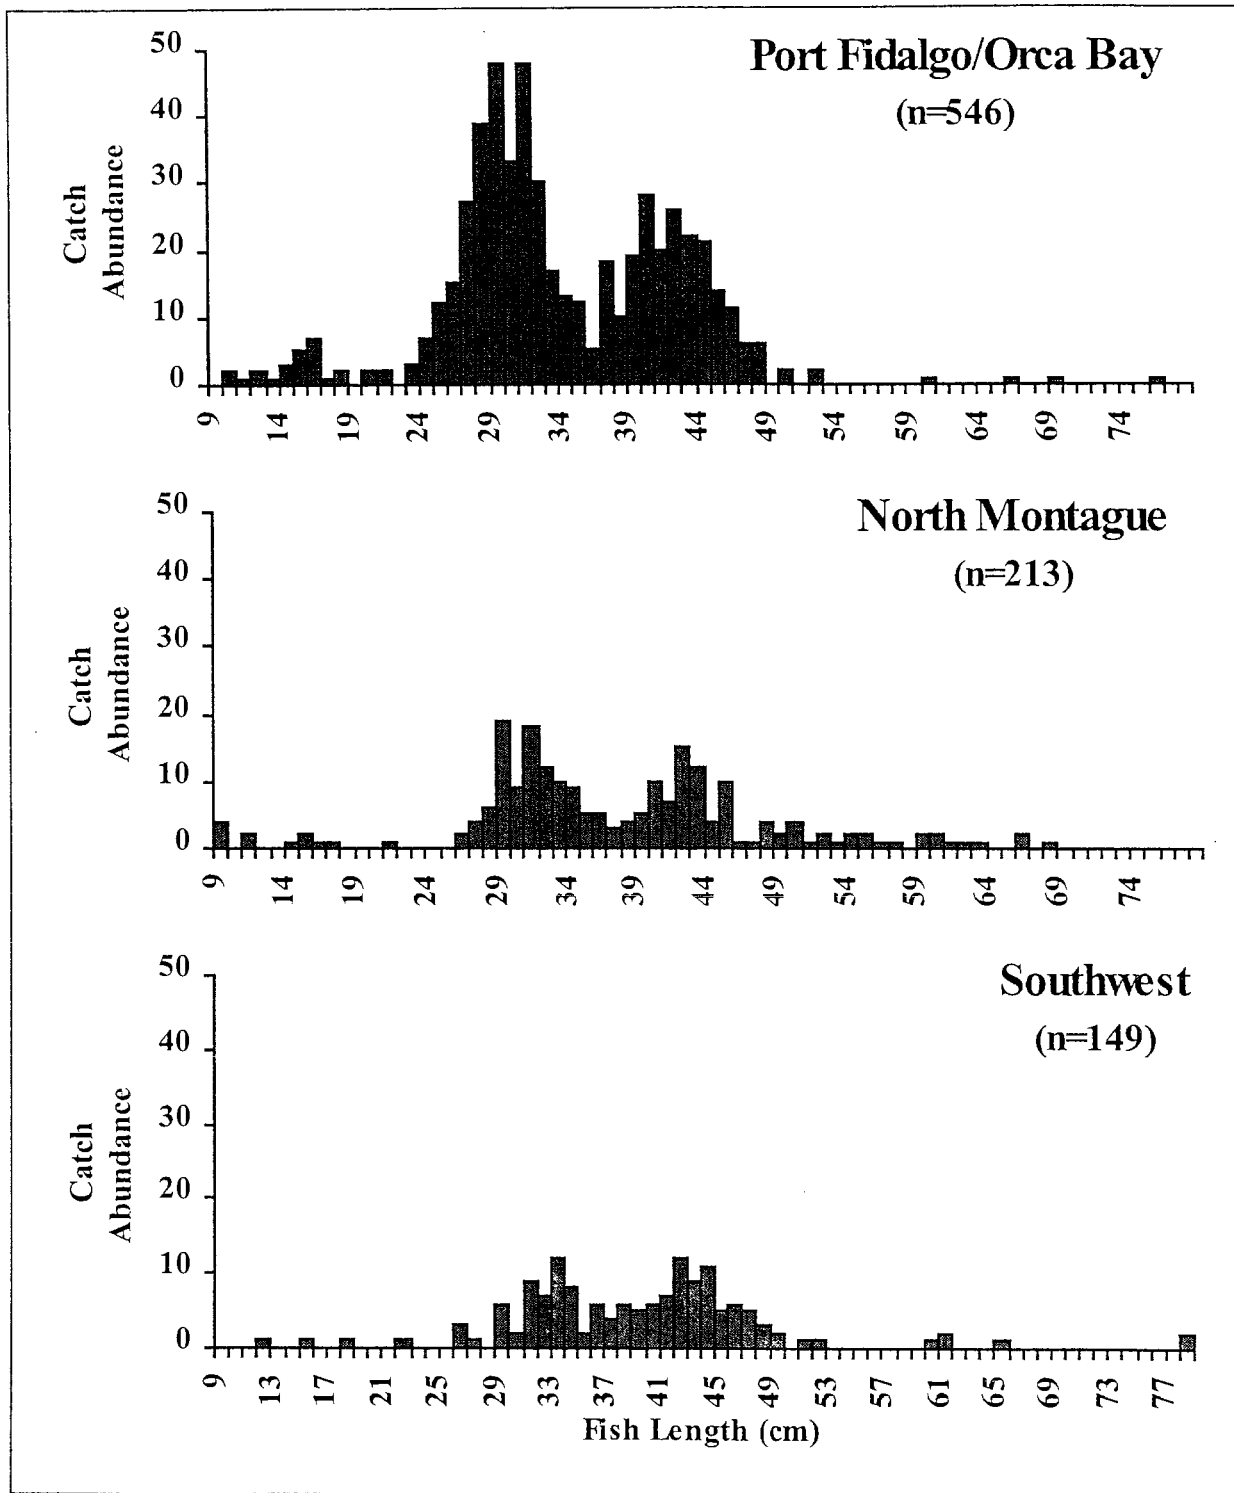 Port Fidalgo/Orca Bay
(n=546)
50
40
30
20
10
0
Catch
Abundance
9 14 19 24 29 34 39 44 49 54 59 64 69 74
North Montague
(n=213)
50
40
30
20
10
0
Catch
Abundance
9 14 19 24 29 34 39 44 49 54 59 64 69 74
Southwest
(n=149)
50
40
30
20
10
0
Catch
Abundance
9 13 17 21 25 29 33 37 41 45 49 53 57 61 65 69 73 77
Fish Length (cm)